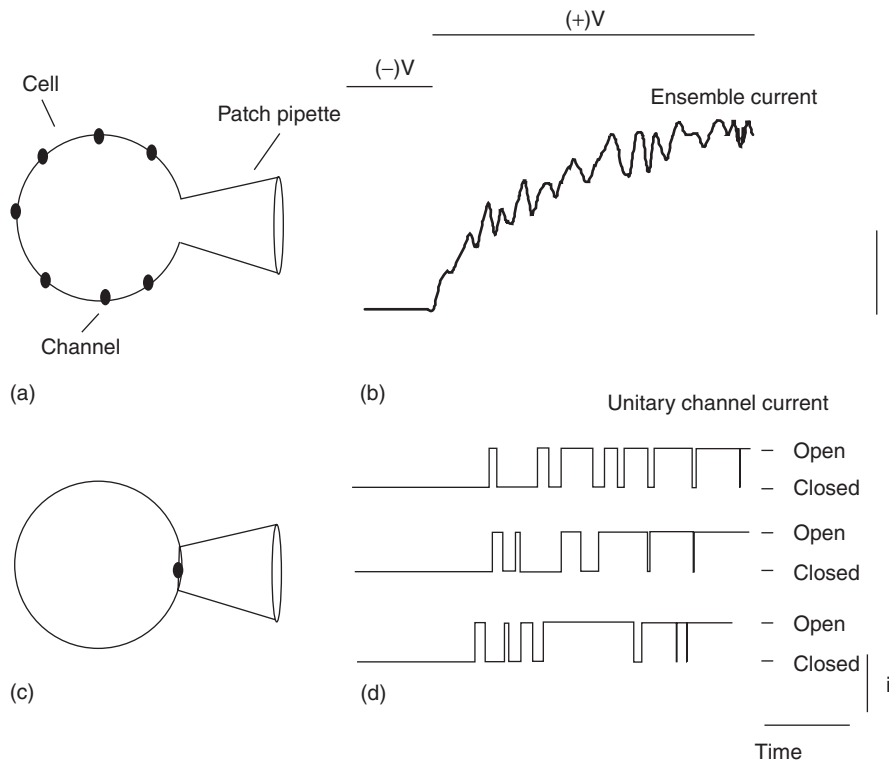 (+)V
(−)V
Cell
Patch pipette
Ensemble current
Channel
(a)
(b)
Unitary channel current
Open
Closed
Open
Closed
Open
Closed
(c)
(d)
i
Time